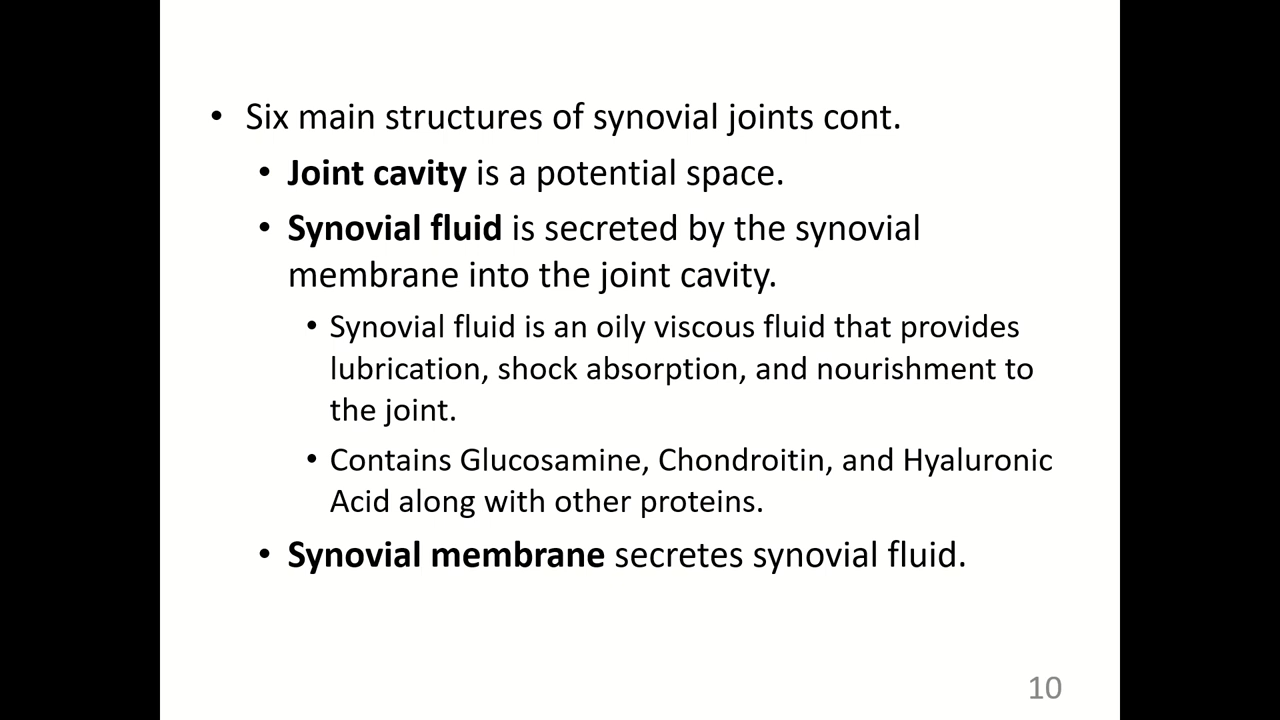 • Six main structures of synovial joints cont.
• Joint cavity is a potential space.
• Synovial fluid is secreted by the synovial
membrane into the joint cavity.
• Synovial fluid is an oily viscous fluid that provides
lubrication, shock absorption, and nourishment to
the joint.
• Contains Glucosamine, Chondroitin, and Hyaluronic
Acid along with other proteins.
• Synovial membrane secretes synovial fluid.
10